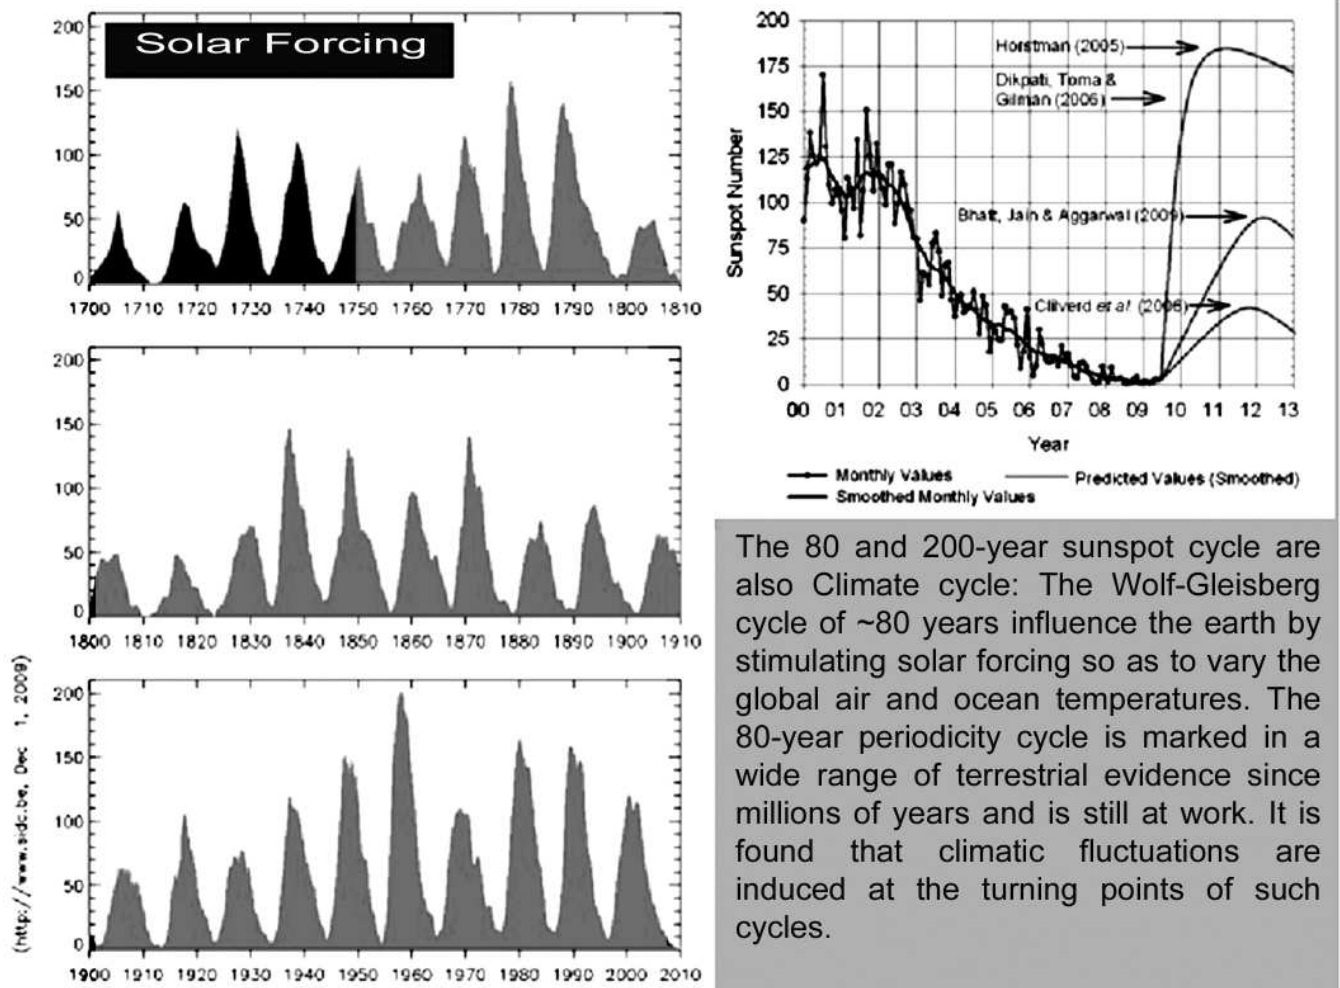 Solar Forcing
200
150
100
50
0
1700 1710 1720 1730 1740 1750 1760 1770 1780 1790 1800 1810
200
150
100
50
0
1800 1810 1820 1830 1840 1850 1860 1870 1880 1890 1900 1910
200
150
100
50
0
1900 1910 1920 1930 1940 1950 1960 1970 1980 1990 2000 2010
(http://www.sidc.be, Dec 1, 2009)
Sunspot Number
200
175
150
125
100
75
50
25
0
Horstman (2005)
Dikpati, Toma &
Gilman (2006)
Bhatt, Jain & Aggarwal (2009)
Clilverd et al. (2006)
00 01 02 03 04 05 06 07 08 09 10 11 12 13
Year
Monthly Values
Predicted Values (Smoothed)
Smoothed Monthly Values
The 80 and 200-year sunspot cycle are
also Climate cycle: The Wolf-Gleisberg
cycle of ~80 years influence the earth by
stimulating solar forcing so as to vary the
global air and ocean temperatures. The
80-year periodicity cycle is marked in a
wide range of terrestrial evidence since
millions of years and is still at work. It is
found that climatic fluctuations are
induced at the turning points of such
cycles.